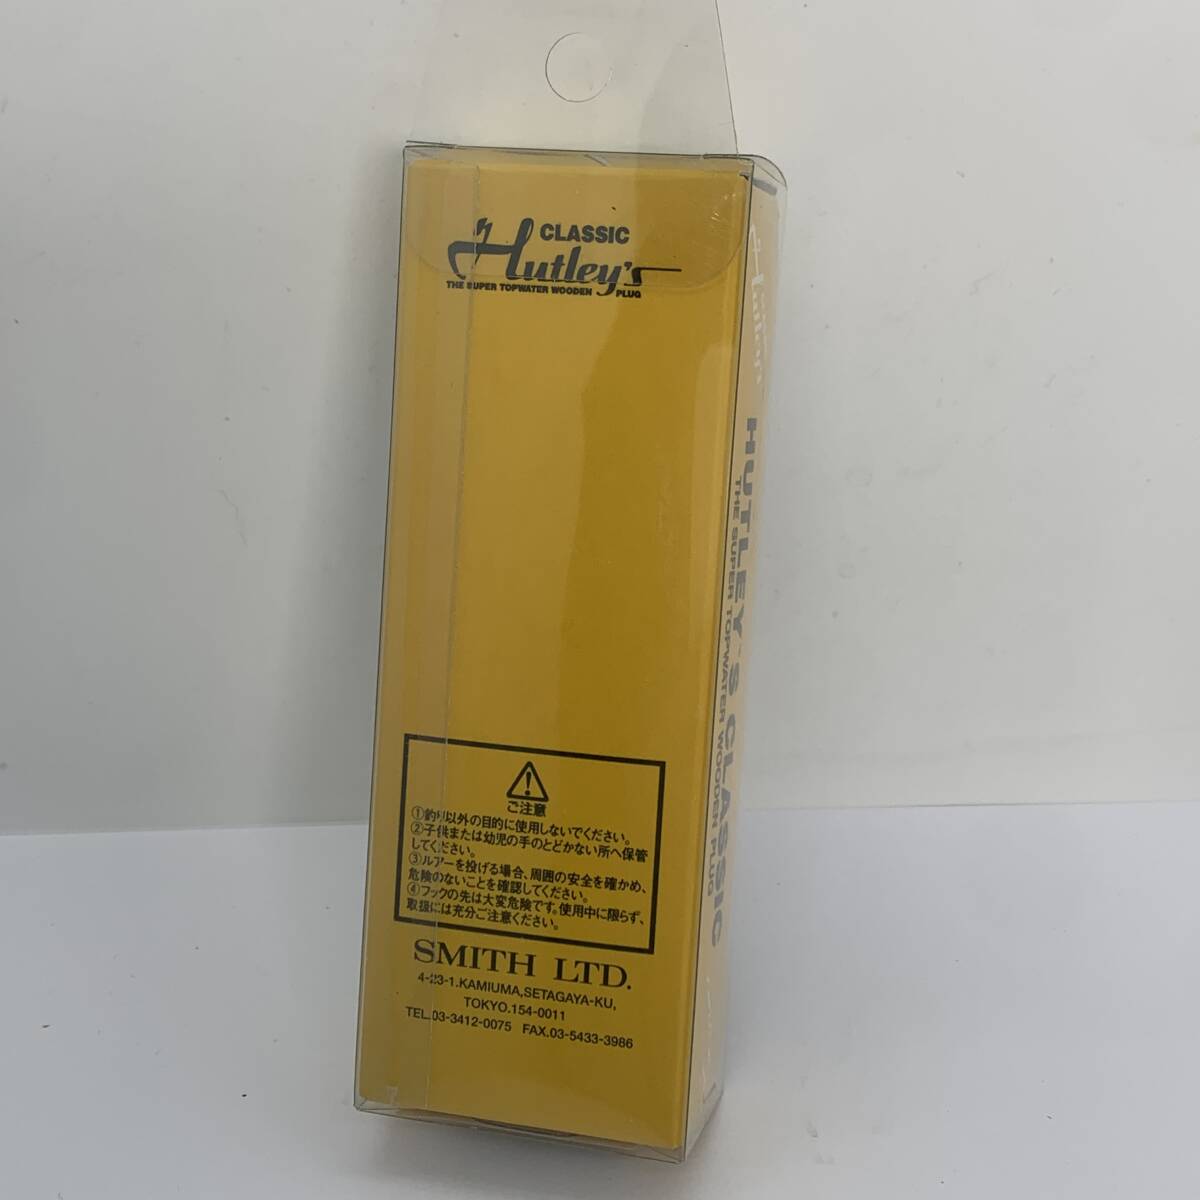 CLASSIC
Hutley's
THE SUPER TOPWATER WOODEN PLUG
HUTLEY'S CLASSIC
THE SUPER TOPWATER WOODEN PLUG
ご注意
①釣り以外の目的に使用しないでください。
②子供または幼児の手のとどかない所へ保管
してください。
③ルアーを投げる場合、周囲の安全を確かめ、
危険のないことを確認してください。
④フックの先は大変危険です。使用中に限らず、
取扱には充分ご注意ください。
SMITH LTD.
4-23-1.KAMIUMA,SETAGAYA-KU,
TOKYO.154-0011
TEL.03-3412-0075 FAX.03-5433-3986